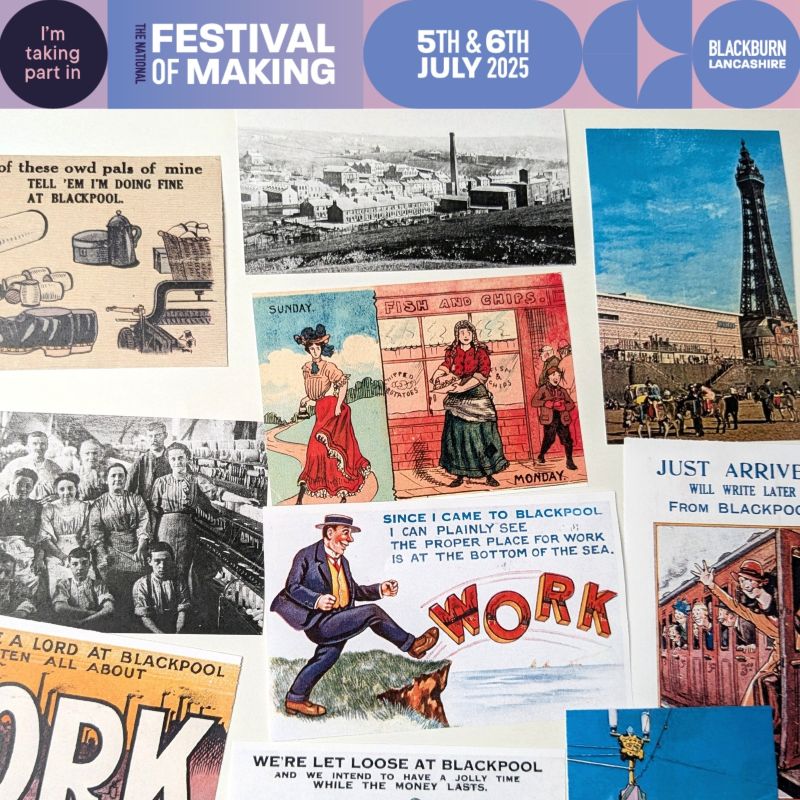 I'm
taking
part in
THE NATIONAL
FESTIVAL
OF MAKING
5TH & 6TH
JULY 2025
BLACKBURN
LANCASHIRE
of these owd pals of mine
TELL 'EM I'M DOING FINE
AT BLACKPOOL.
SUNDAY.
FISH AND CHIPS.
FISH
&
CHIPS
MONDAY.
JUST ARRIVE
WILL WRITE LATER
FROM BLACKPOO
SINCE I CAME TO BLACKPOOL
I CAN PLAINLY SEE
THE PROPER PLACE FOR WORK
IS AT THE BOTTOM OF THE SEA.
WORK
E A LORD AT BLACKPOOL
TEN ALL ABOUT
ORK
WE'RE LET LOOSE AT BLACKPOOL
AND WE INTEND TO HAVE A JOLLY TIME
WHILE THE MONEY LASTS.